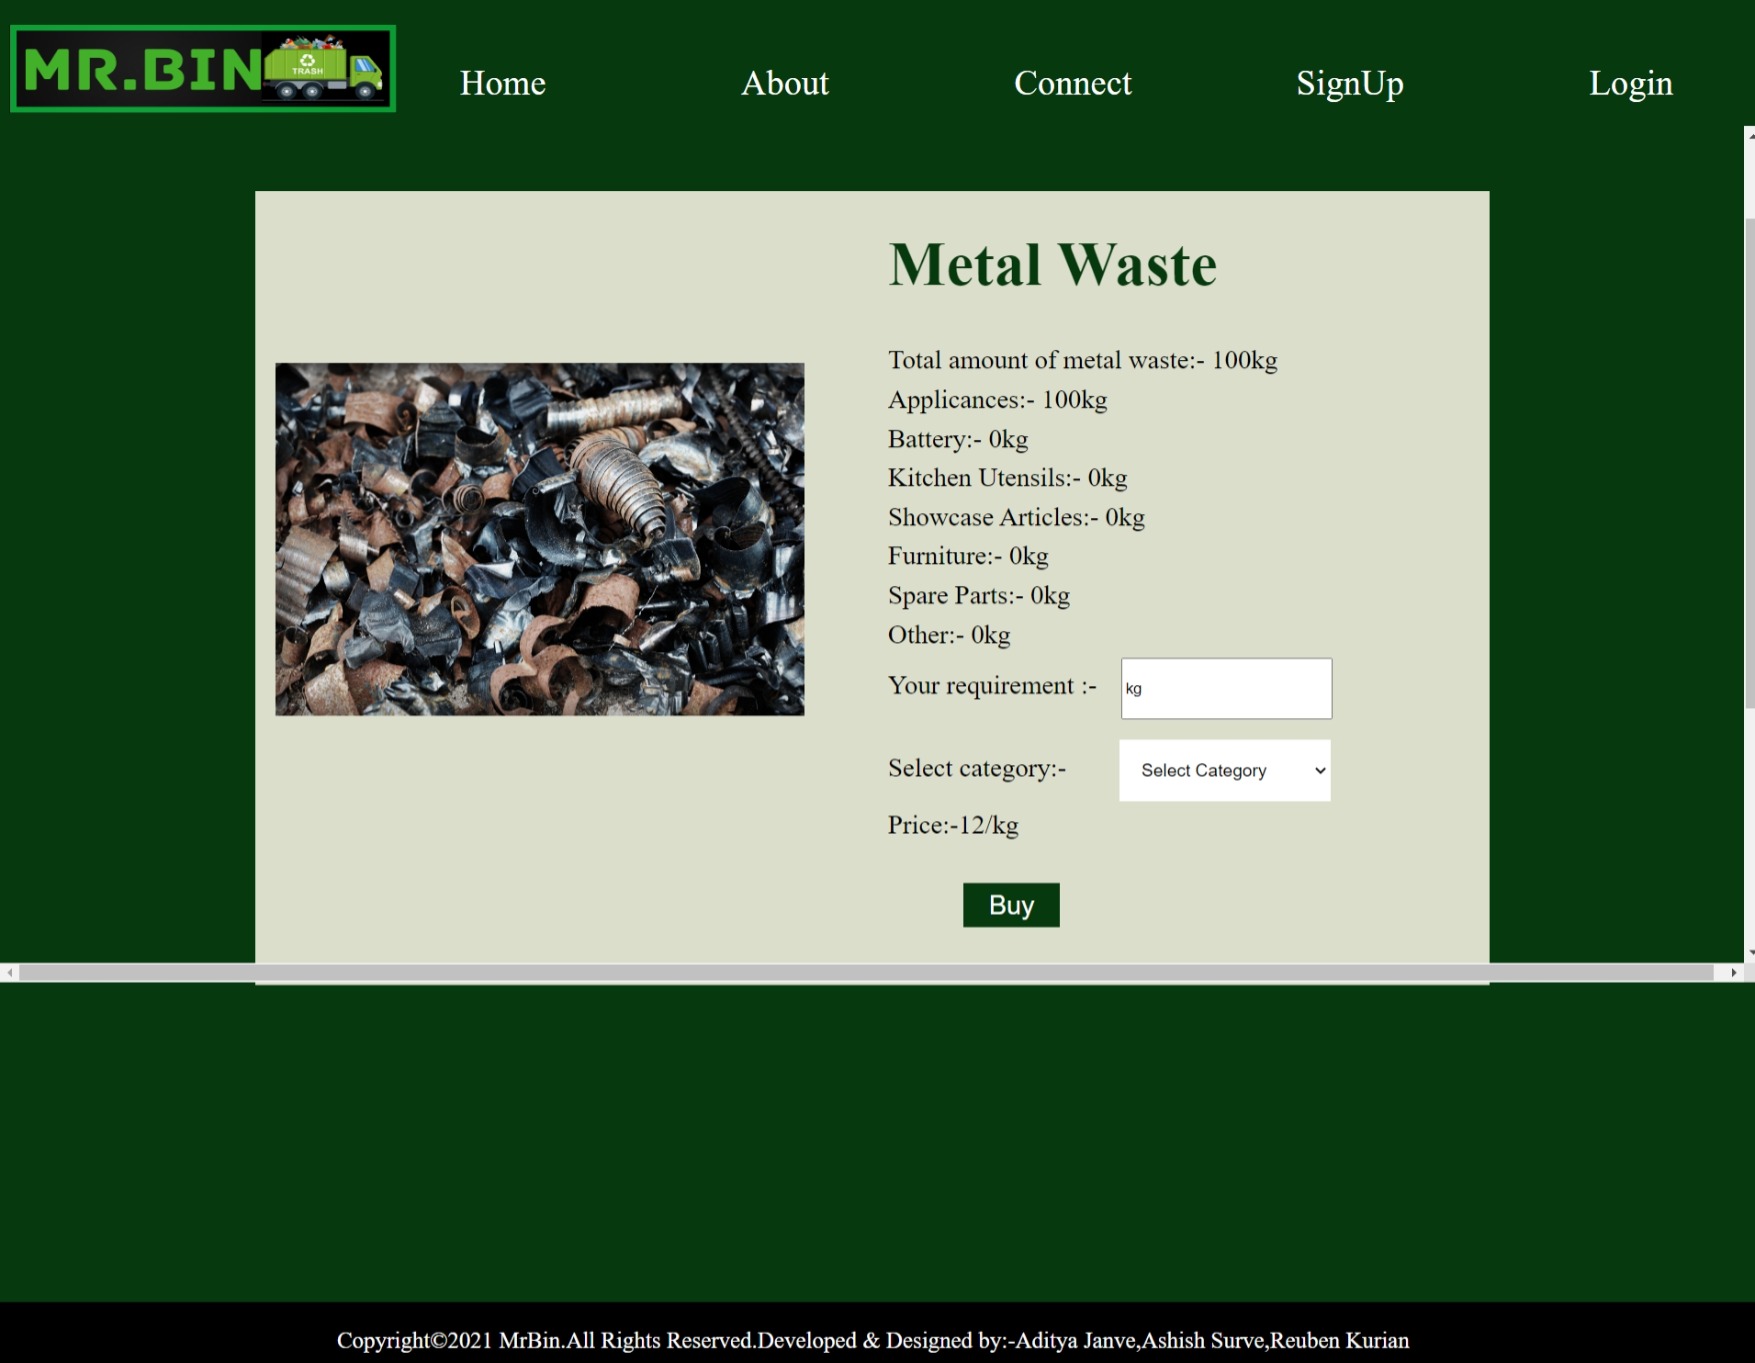 MR.BIN
TRASH
Home About Connect SignUp Login
Metal Waste
Total amount of metal waste:- 100kg
Applicances:- 100kg
Battery:- 0kg
Kitchen Utensils:- 0kg
Showcase Articles:- 0kg
Furniture:- 0kg
Spare Parts:- 0kg
Other:- 0kg
Your requirement :- kg
Select category:- Select Category
Price:-12/kg
Buy
Copyright©2021 MrBin.All Rights Reserved.Developed & Designed by:-Aditya Janve,Ashish Surve,Reuben Kurian